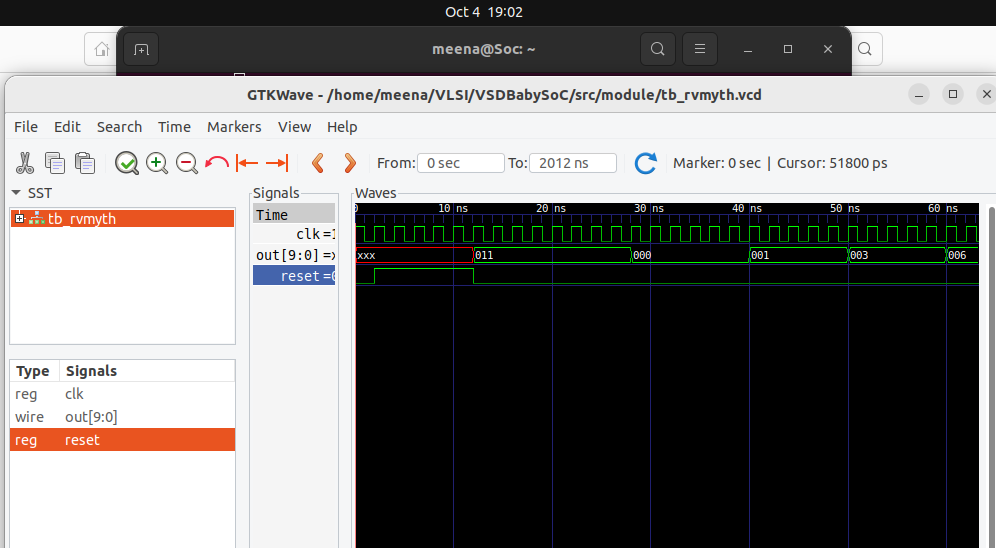 Oct 4 19:02
meena@Soc: ~
GTKWave - /home/meena/VLSI/VSDBabySoC/src/module/tb_rvmyth.vcd
File Edit Search Time Markers View Help
From: 0 sec To: 2012 ns Marker: 0 sec | Cursor: 51800 ps
SST
tb_rvmyth
Type Signals
reg clk
wire out[9:0]
reg reset
Signals
Time
clk =1
out[9:0] =x
reset =0
Waves
0 10 ns 20 ns 30 ns 40 ns 50 ns 60 ns
xxx 011 000 001 003 006